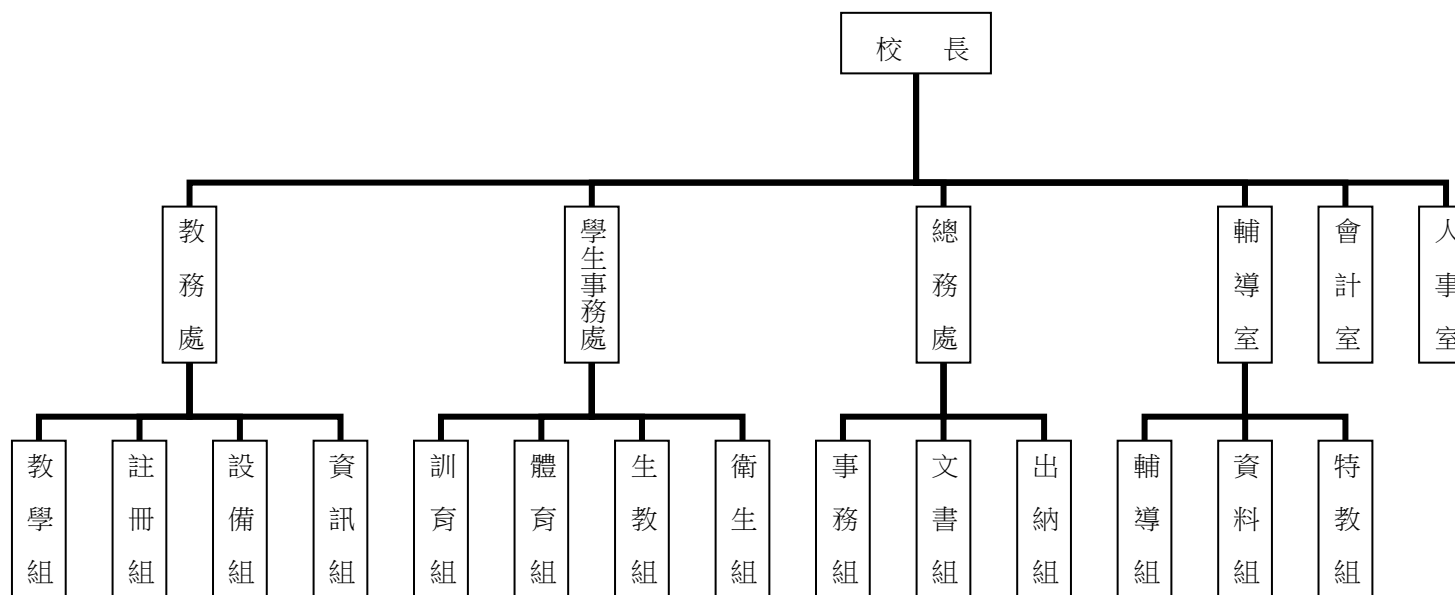 校 長
教務處
學生事務處
總務處
輔導室
會計室
人事室
教學組
註冊組
設備組
資訊組
訓育組
體育組
生教組
衛生組
事務組
文書組
出納組
輔導組
資料組
特教組